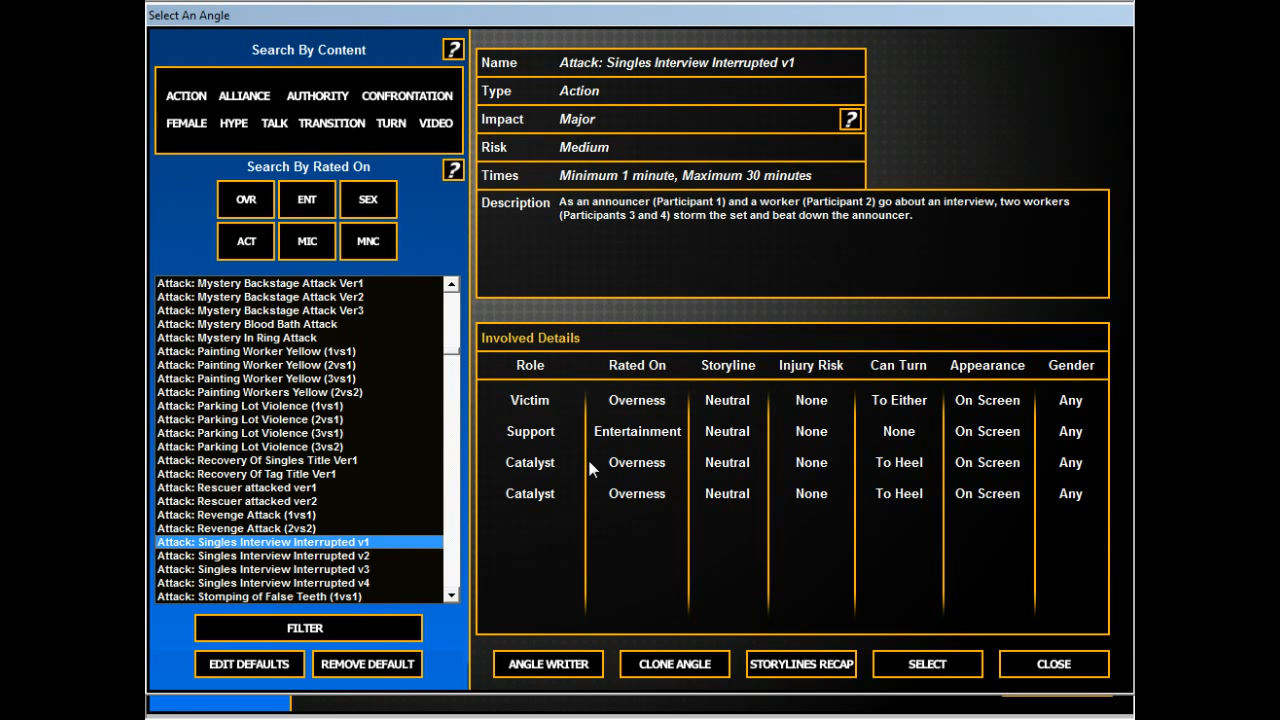 Select An Angle
Search By Content
?
ACTION ALLIANCE AUTHORITY CONFRONTATION
FEMALE HYPE TALK TRANSITION TURN VIDEO
Search By Rated On
?
OVR ENT SEX
ACT MIC MNC
Attack: Mystery Backstage Attack Ver1
Attack: Mystery Backstage Attack Ver2
Attack: Mystery Backstage Attack Ver3
Attack: Mystery Blood Bath Attack
Attack: Mystery In Ring Attack
Attack: Painting Worker Yellow (1vs1)
Attack: Painting Worker Yellow (2vs1)
Attack: Painting Worker Yellow (3vs1)
Attack: Painting Workers Yellow (2vs2)
Attack: Parking Lot Violence (1vs1)
Attack: Parking Lot Violence (2vs1)
Attack: Parking Lot Violence (3vs1)
Attack: Parking Lot Violence (3vs2)
Attack: Recovery Of Singles Title Ver1
Attack: Recovery Of Tag Title Ver1
Attack: Rescuer attacked ver1
Attack: Rescuer attacked ver2
Attack: Revenge Attack (1vs1)
Attack: Revenge Attack (2vs2)
Attack: Singles Interview Interrupted v1
Attack: Singles Interview Interrupted v2
Attack: Singles Interview Interrupted v3
Attack: Singles Interview Interrupted v4
Attack: Stomping of False Teeth (1vs1)
FILTER
EDIT DEFAULTS REMOVE DEFAULT
Name Attack: Singles Interview Interrupted v1
Type Action
Impact Major ?
Risk Medium
Times Minimum 1 minute, Maximum 30 minutes
Description As an announcer (Participant 1) and a worker (Participant 2) go about an interview, two workers
(Participants 3 and 4) storm the set and beat down the announcer.
Involved Details
Role Rated On Storyline Injury Risk Can Turn Appearance Gender
Victim Overness Neutral None To Either On Screen Any
Support Entertainment Neutral None None On Screen Any
Catalyst Overness Neutral None To Heel On Screen Any
Catalyst Overness Neutral None To Heel On Screen Any
ANGLE WRITER CLONE ANGLE STORYLINES RECAP SELECT CLOSE